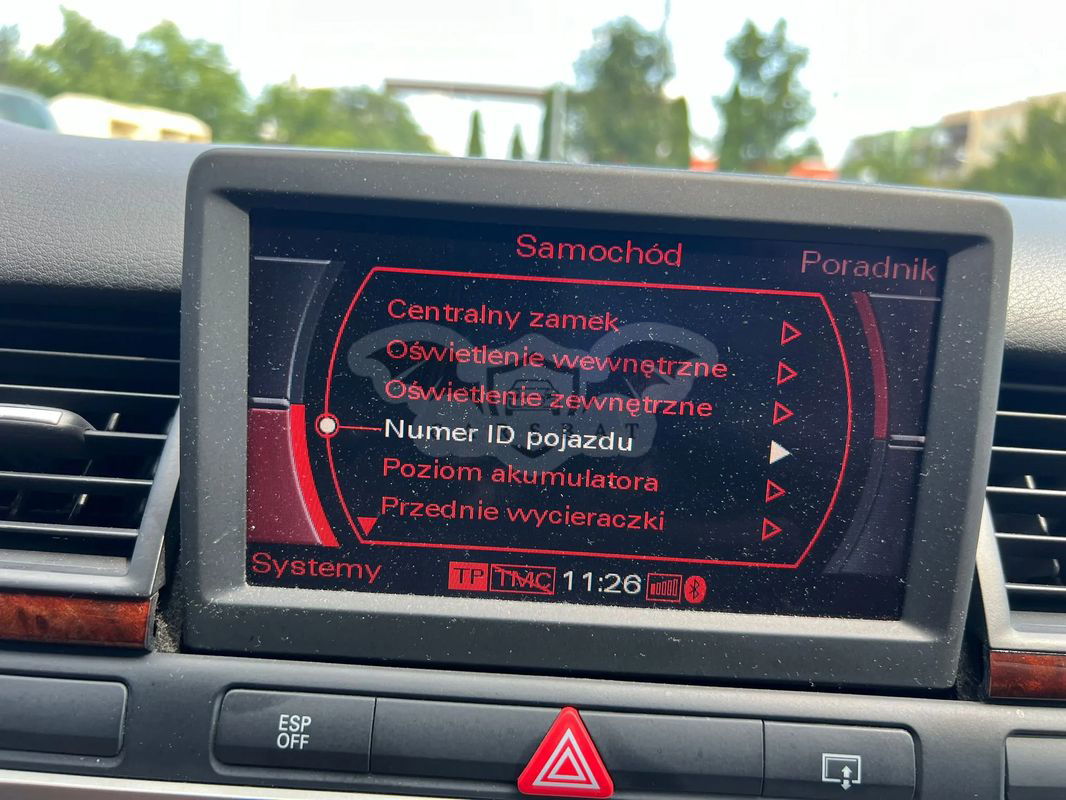 Samochód
Poradnik
Centralny zamek
Oświetlenie wewnętrzne
Oświetlenie zewnętrzne
Numer ID pojazdu
Poziom akumulatora
Przednie wycieraczki
Systemy
TP TMC 11:26
ESP
OFF